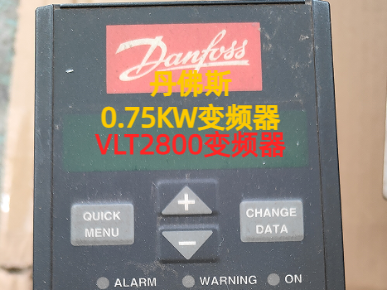 Danfoss
丹佛斯
0.75KW变频器
VLT2800变频器
+
QUICK
MENU
CHANGE
DATA
−
ALARM WARNING ON